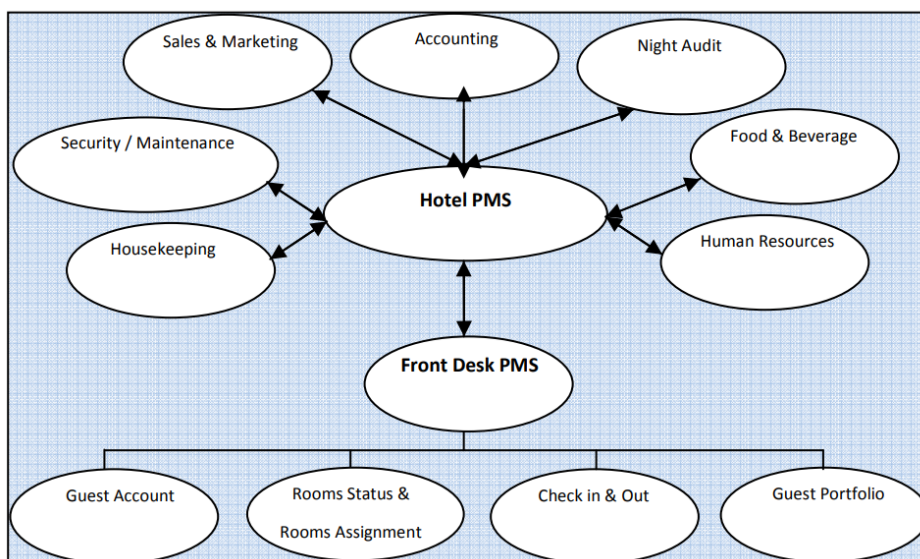 Sales & Marketing
Accounting
Night Audit
Security / Maintenance
Food & Beverage
Hotel PMS
Housekeeping
Human Resources
Front Desk PMS
Guest Account
Rooms Status &
Rooms Assignment
Check in & Out
Guest Portfolio